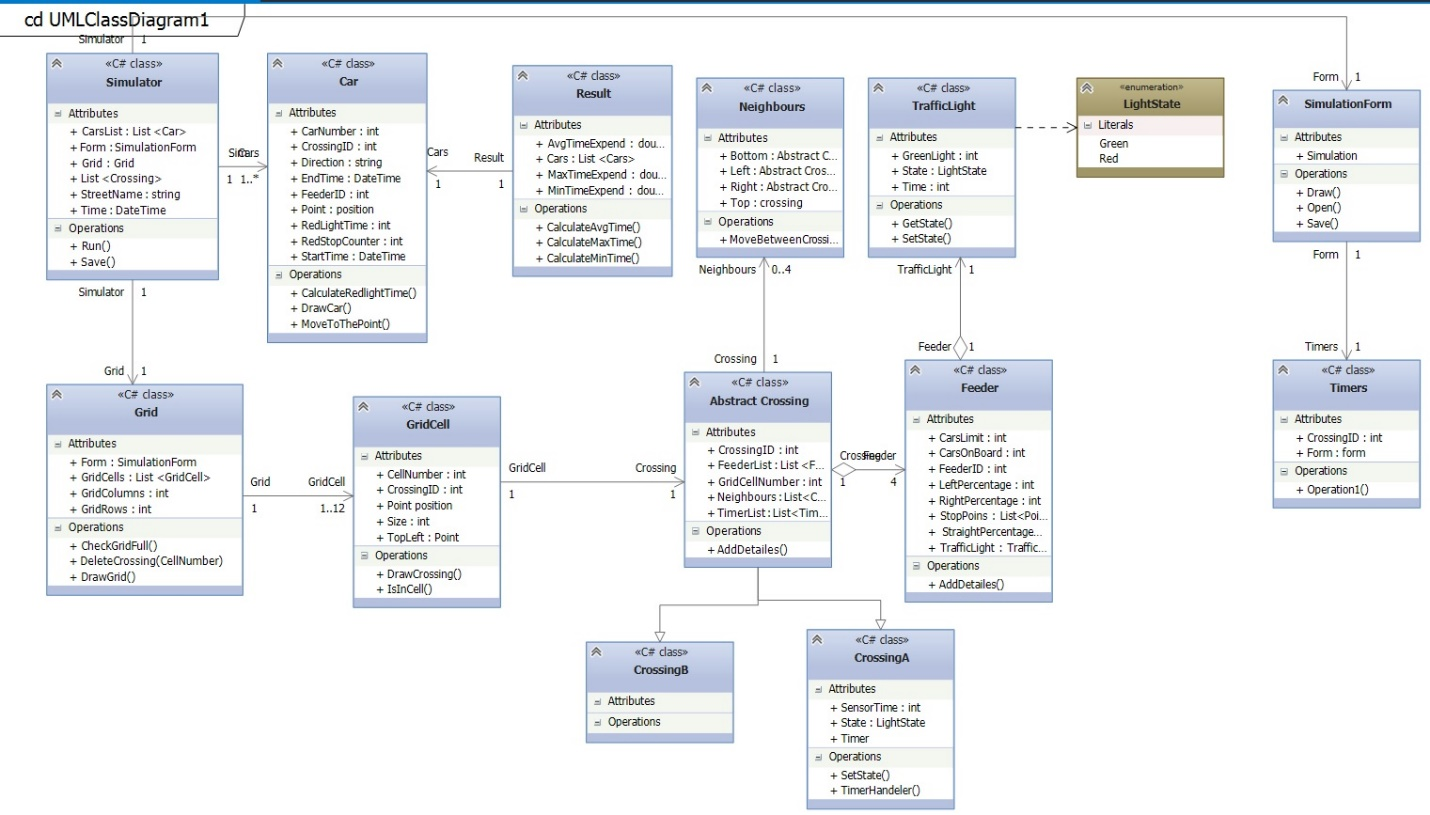 cd UMLClassDiagram1
Simulator 1
«C# class»
Simulator
Attributes
+ CarsList : List <Car>
+ Form : SimulationForm
+ Grid : Grid
+ List <Crossing>
+ StreetName : string
+ Time : DateTime
Operations
+ Run()
+ Save()
Simulator 1
Cars
1 1..*
«C# class»
Car
Attributes
+ CarNumber : int
+ CrossingID : int
+ Direction : string
+ EndTime : DateTime
+ FeederID : int
+ Point : position
+ RedLightTime : int
+ RedStopCounter : int
+ StartTime : DateTime
Operations
+ CalculateRedlightTime()
+ DrawCar()
+ MoveToThePoint()
Cars Result
1 1
«C# class»
Result
Attributes
+ AvgTimeExpend : dou...
+ Cars : List <Cars>
+ MaxTimeExpend : dou...
+ MinTimeExpend : dou...
Operations
+ CalculateAvgTime()
+ CalculateMaxTime()
+ CalculateMinTime()
«C# class»
Neighbours
Attributes
+ Bottom : Abstract C...
+ Left : Abstract Cros...
+ Right : Abstract Cro...
+ Top : crossing
Operations
+ MoveBetweenCrossi...
Neighbours 0..4
«C# class»
TrafficLight
Attributes
+ GreenLight : int
+ State : LightState
+ Time : int
Operations
+ GetState()
+ SetState()
TrafficLight 1
«enumeration»
LightState
Literals
Green
Red
Form 1
«C# class»
SimulationForm
Attributes
+ Simulation
Operations
+ Draw()
+ Open()
+ Save()
Form 1
Grid 1
«C# class»
Grid
Attributes
+ Form : SimulationForm
+ GridCells : List <GridCell>
+ GridColumns : int
+ GridRows : int
Operations
+ CheckGridFull()
+ DeleteCrossing(CellNumber)
+ DrawGrid()
Grid GridCell
1 1..12
«C# class»
GridCell
Attributes
+ CellNumber : int
+ CrossingID : int
+ Point position
+ Size : int
+ TopLeft : Point
Operations
+ DrawCrossing()
+ IsInCell()
GridCell Crossing
1 1
Crossing 1
«C# class»
Abstract Crossing
Attributes
+ CrossingID : int
+ FeederList : List <F...
+ GridCellNumber : int
+ Neighbours : List<C...
+ TimerList : List<Tim...
Operations
+ AddDetailes()
Crossing Feeder
1 4
Feeder 1
«C# class»
Feeder
Attributes
+ CarsLimit : int
+ CarsOnBoard : int
+ FeederID : int
+ LeftPercentage : int
+ RightPercentage : int
+ StopPoins : List<Poi...
+ StraightPercentage...
+ TrafficLight : Traffic...
Operations
+ AddDetailes()
Timers 1
«C# class»
Timers
Attributes
+ CrossingID : int
+ Form : form
Operations
+ Operation1()
«C# class»
CrossingB
Attributes
Operations
«C# class»
CrossingA
Attributes
+ SensorTime : int
+ State : LightState
+ Timer
Operations
+ SetState()
+ TimerHandeler()